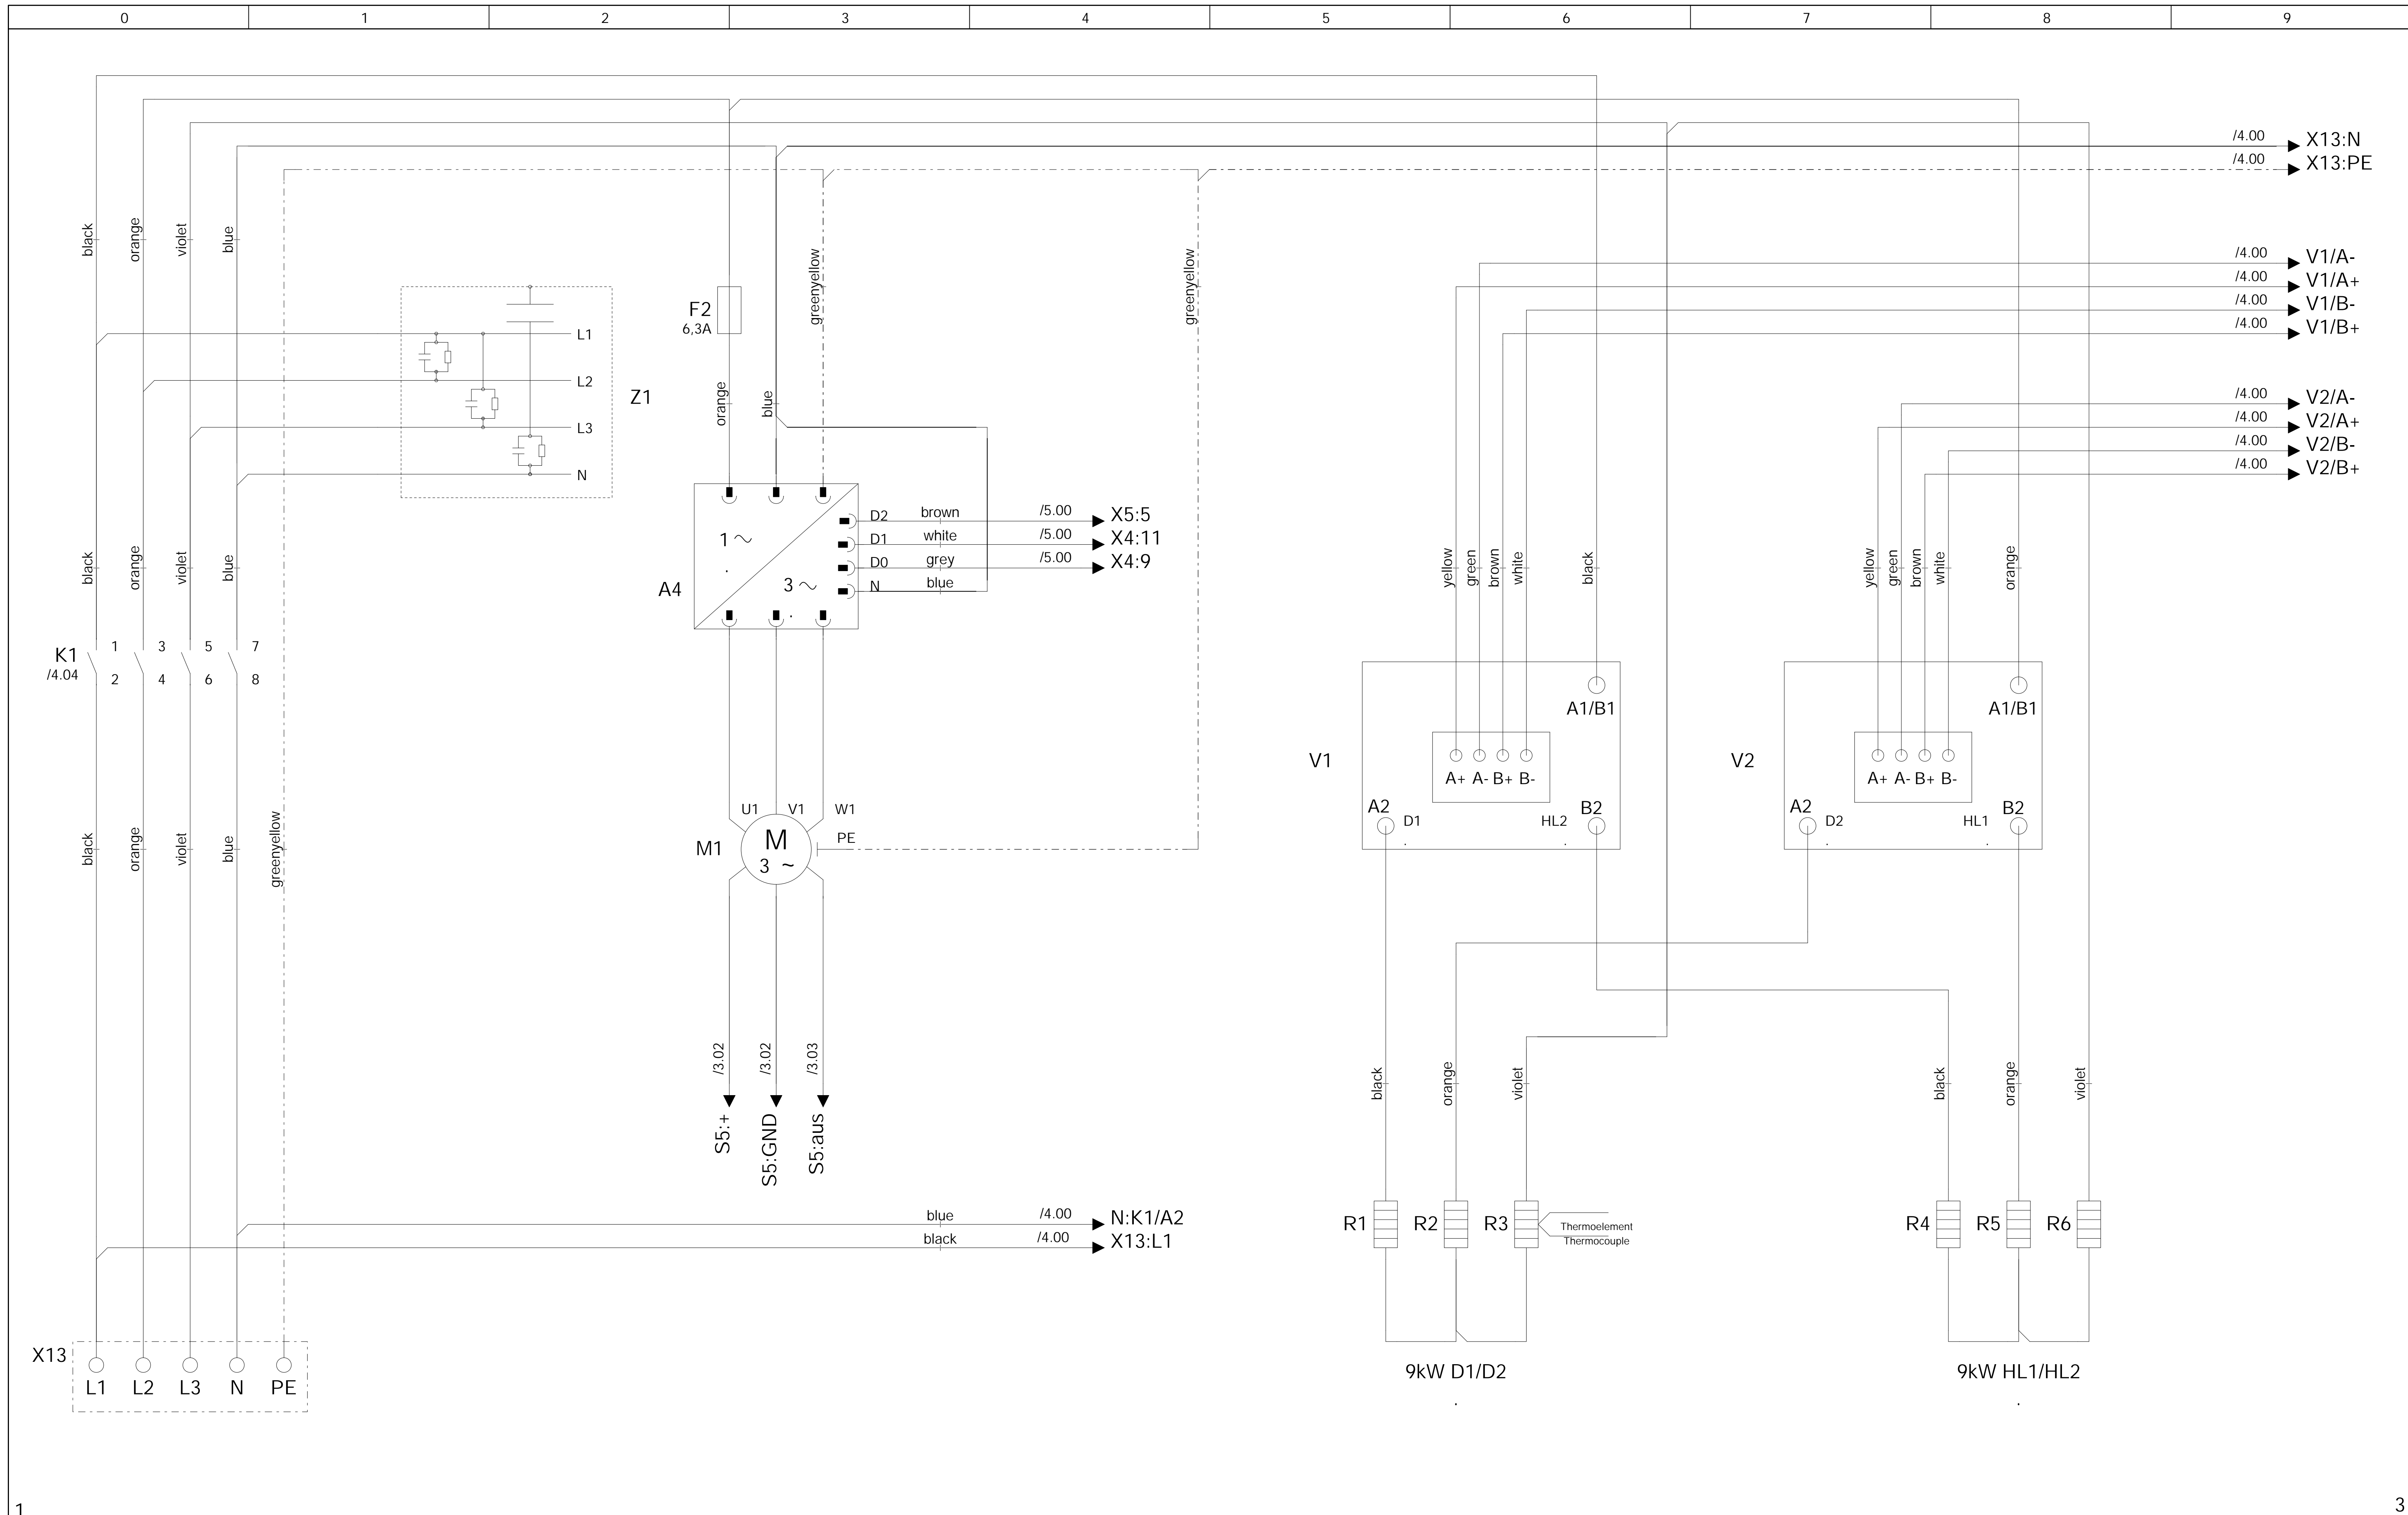 0 1 2 3 4 5 6 7 8 9
/4.00 X13:N
/4.00 X13:PE
black orange violet blue
greenyellow greenyellow
/4.00 V1/A-
/4.00 V1/A+
/4.00 V1/B-
/4.00 V1/B+
F2
6,3A
L1
L2
L3
N
Z1
orange blue
/4.00 V2/A-
/4.00 V2/A+
/4.00 V2/B-
/4.00 V2/B+
D2 brown /5.00 X5:5
D1 white /5.00 X4:11
D0 grey /5.00 X4:9
N blue
1 ~
.
3 ~
.
A4
black orange violet blue
yellow green brown white black
yellow green brown white orange
K1
/4.04
1 3 5 7
2 4 6 8
A1/B1
A1/B1
V1
V2
A+ A- B+ B-
A+ A- B+ B-
A2 D1 HL2 B2
. .
A2 D2 HL1 B2
. .
U1 V1 W1
PE
M1
M
3 ~
black orange violet blue greenyellow
/3.02 /3.02 /3.03
S5:+ S5:GND S5:aus
black orange violet
black orange violet
blue /4.00 N:K1/A2
black /4.00 X13:L1
R1 R2 R3
Thermoelement
Thermocouple
R4 R5 R6
X13
L1 L2 L3 N PE
9kW D1/D2
.
9kW HL1/HL2
.
1
3